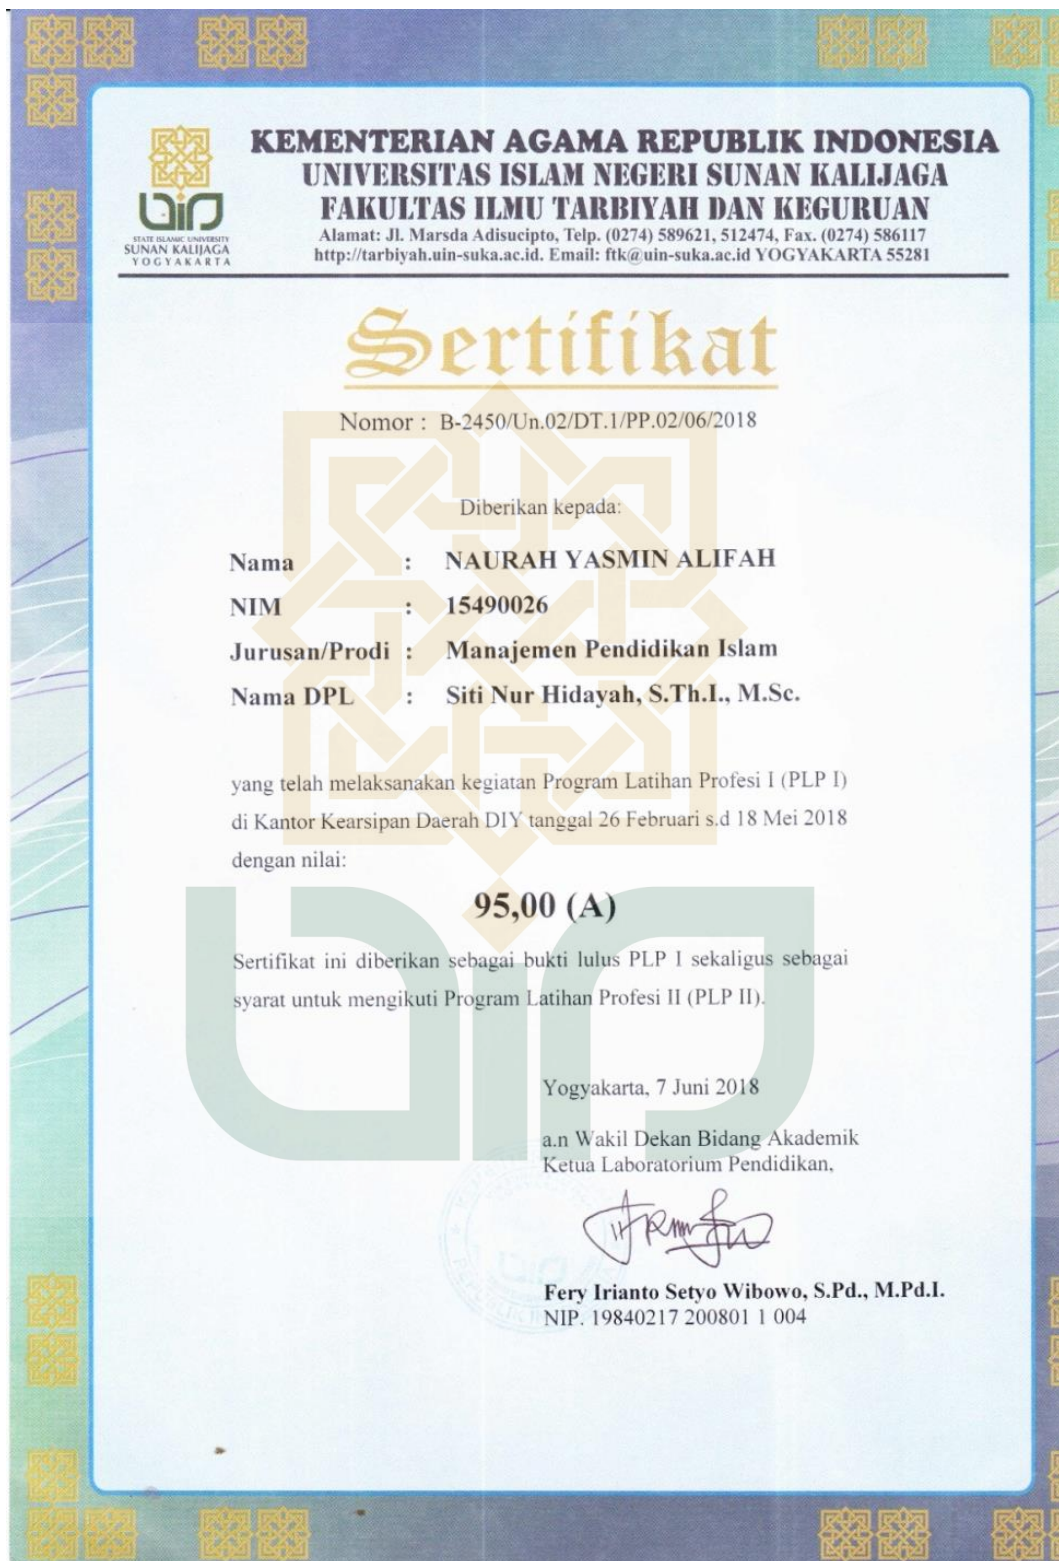 KEMENTERIAN AGAMA REPUBLIK INDONESIA
UNIVERSITAS ISLAM NEGERI SUNAN KALIJAGA
FAKULTAS ILMU TARBIYAH DAN KEGURUAN
Alamat: Jl. Marsda Adisucipto, Telp. (0274) 589621, 512474, Fax. (0274) 586117
http://tarbiyah.uin-suka.ac.id. Email: ftk@uin-suka.ac.id YOGYAKARTA 55281
uin
STATE ISLAMIC UNIVERSITY
SUNAN KALIJAGA
YOGYAKARTA
Sertifikat
Nomor : B-2450/Un.02/DT.1/PP.02/06/2018
Diberikan kepada:
Nama : NAURAH YASMIN ALIFAH
NIM : 15490026
Jurusan/Prodi : Manajemen Pendidikan Islam
Nama DPL : Siti Nur Hidayah, S.Th.I., M.Sc.
yang telah melaksanakan kegiatan Program Latihan Profesi I (PLP I)
di Kantor Kearsipan Daerah DIY tanggal 26 Februari s.d 18 Mei 2018
dengan nilai:
95,00 (A)
Sertifikat ini diberikan sebagai bukti lulus PLP I sekaligus sebagai
syarat untuk mengikuti Program Latihan Profesi II (PLP II).
Yogyakarta, 7 Juni 2018
a.n Wakil Dekan Bidang Akademik
Ketua Laboratorium Pendidikan,
Fery Irianto Setyo Wibowo, S.Pd., M.Pd.I.
NIP. 19840217 200801 1 004